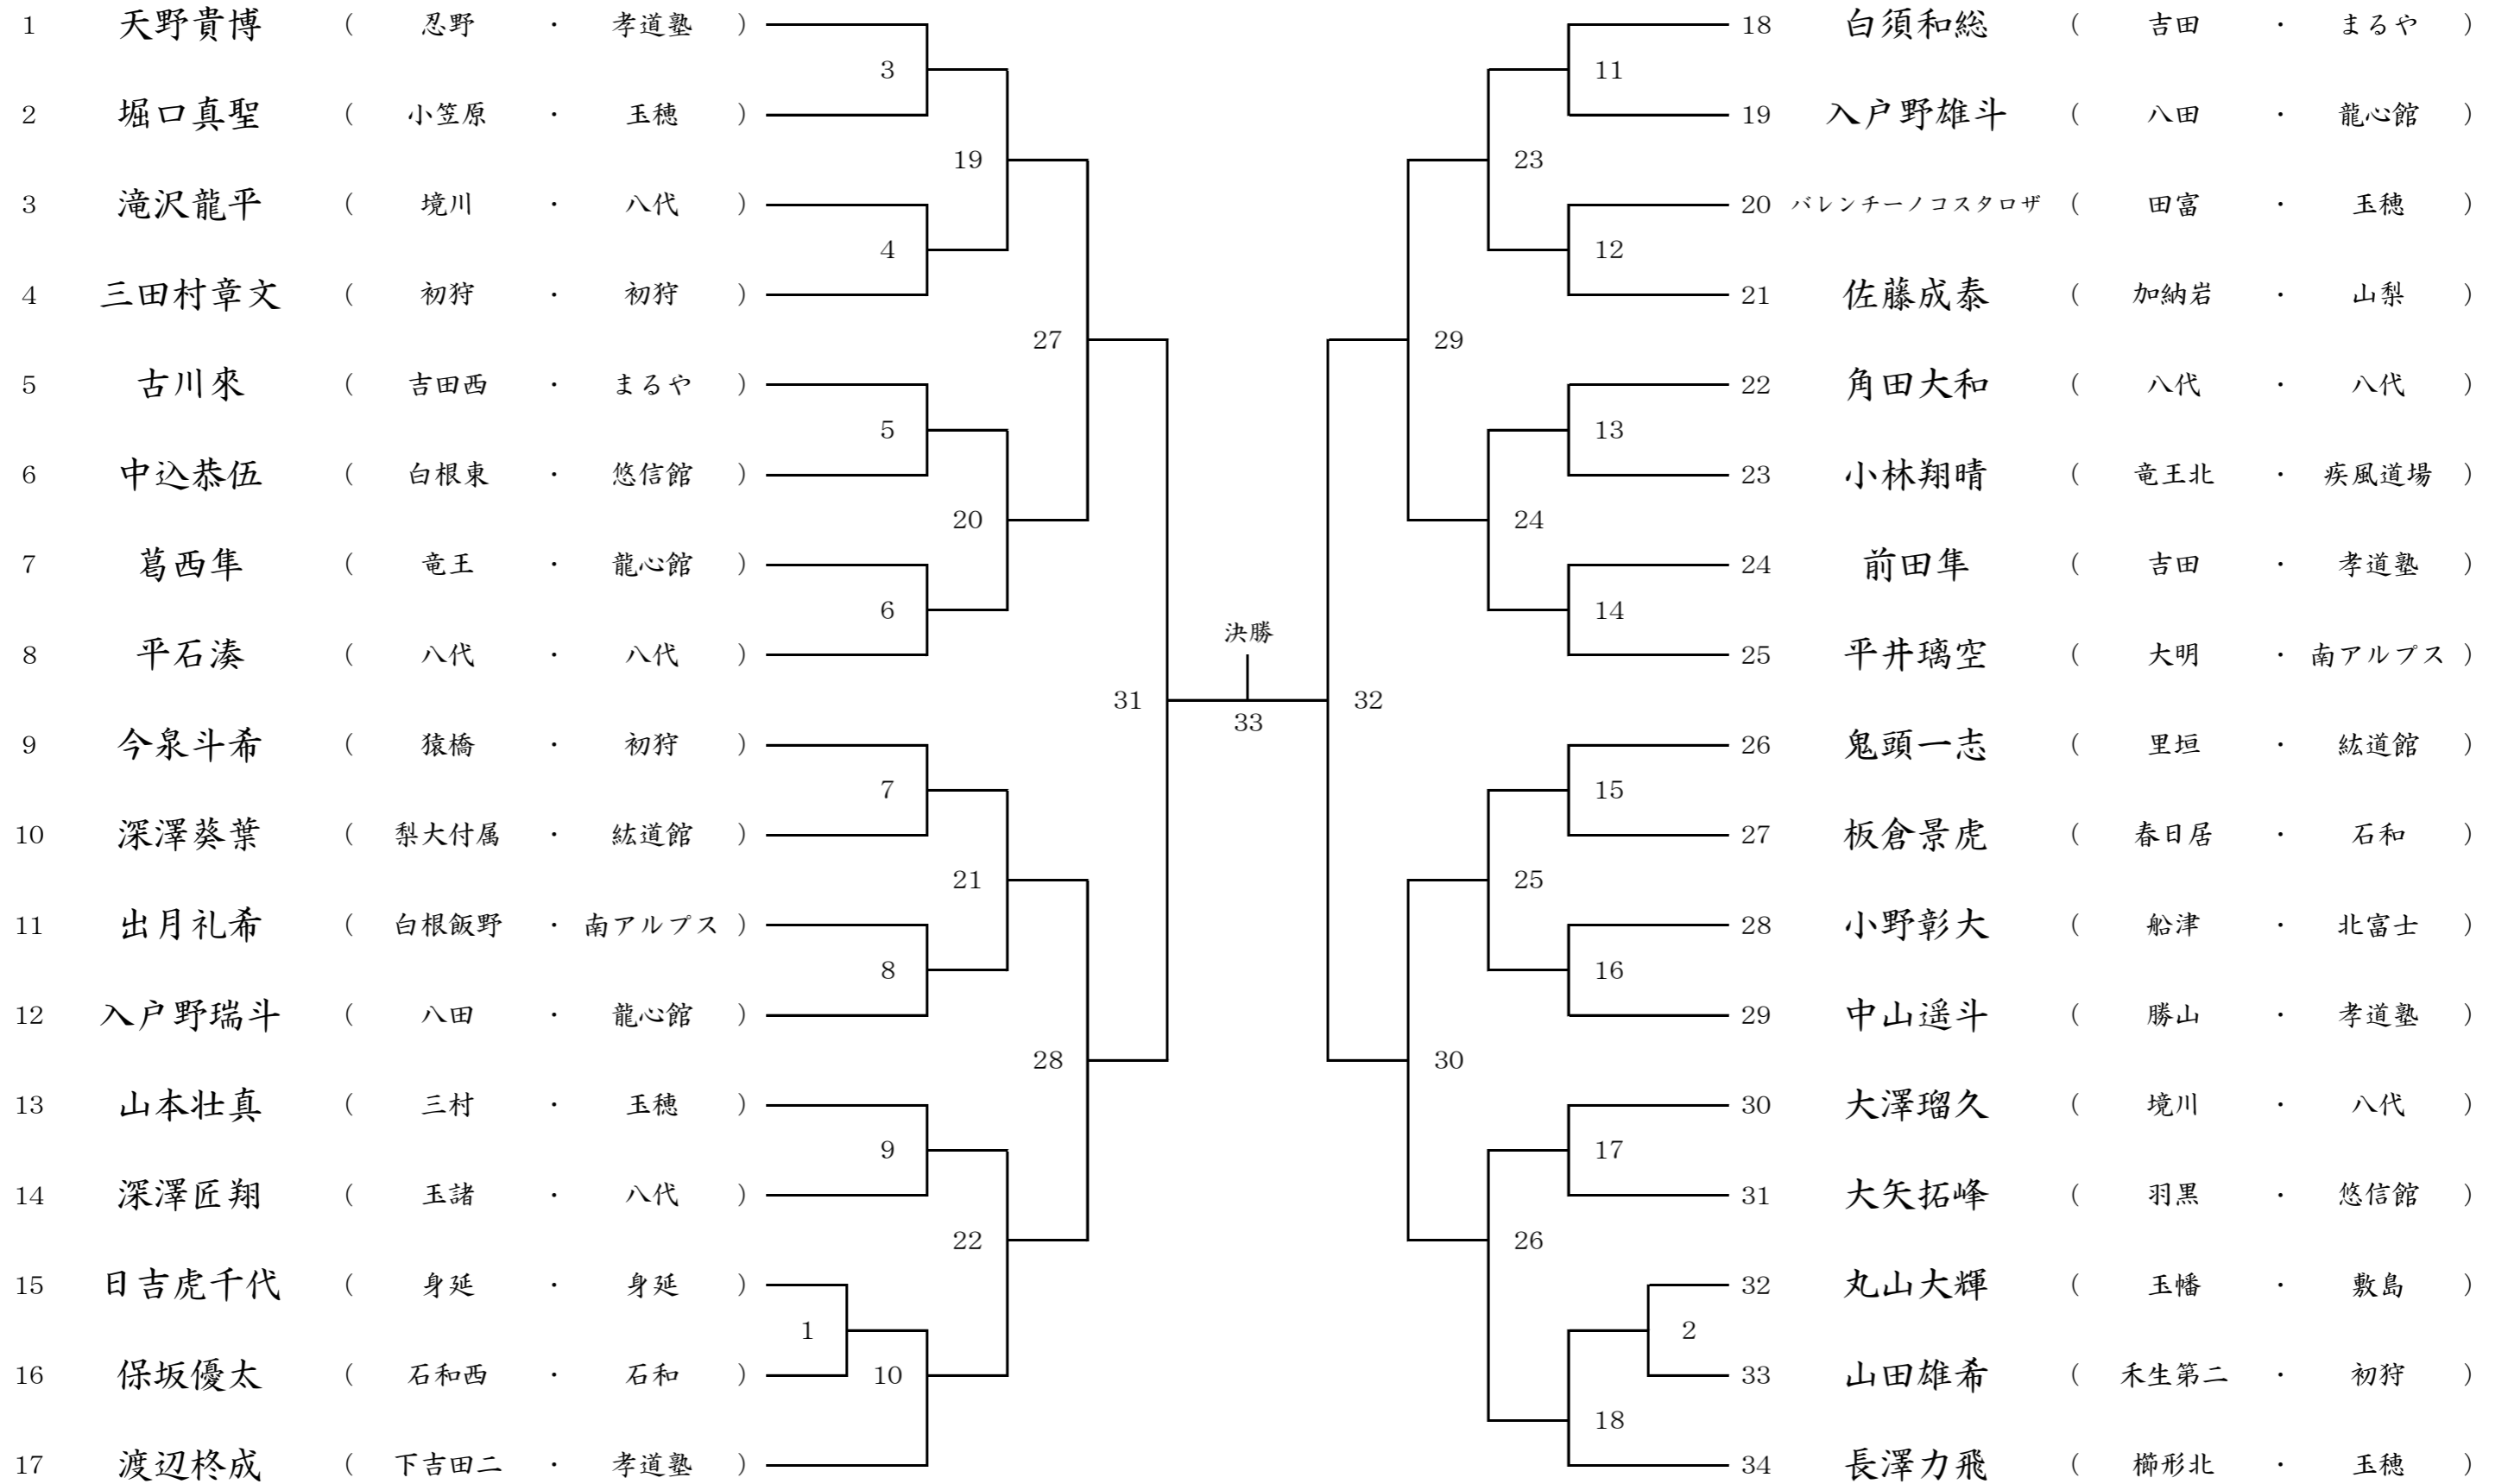 1 天野貴博 ( 忍野 ・ 孝道塾 )
2 堀口真聖 ( 小笠原 ・ 玉穂 )
3 滝沢龍平 ( 境川 ・ 八代 )
4 三田村章文 ( 初狩 ・ 初狩 )
5 古川來 ( 吉田西 ・ まるや )
6 中込恭伍 ( 白根東 ・ 悠信館 )
7 葛西隼 ( 竜王 ・ 龍心館 )
8 平石湊 ( 八代 ・ 八代 )
9 今泉斗希 ( 猿橋 ・ 初狩 )
10 深澤葵葉 ( 梨大付属 ・ 紘道館 )
11 出月礼希 ( 白根飯野 ・ 南アルプス )
12 入戸野瑞斗 ( 八田 ・ 龍心館 )
13 山本壮真 ( 三村 ・ 玉穂 )
14 深澤匠翔 ( 玉諸 ・ 八代 )
15 日吉虎千代 ( 身延 ・ 身延 )
16 保坂優太 ( 石和西 ・ 石和 )
17 渡辺柊成 ( 下吉田二 ・ 孝道塾 )
1
3
4
5
6
7
8
9
10
19
20
21
22
27
28
31
決勝
33
32
29
30
23
24
25
26
11
12
13
14
15
16
17
18
2
18 白須和総 ( 吉田 ・ まるや )
19 入戸野雄斗 ( 八田 ・ 龍心館 )
20 バレンチーノコスタロザ ( 田富 ・ 玉穂 )
21 佐藤成泰 ( 加納岩 ・ 山梨 )
22 角田大和 ( 八代 ・ 八代 )
23 小林翔晴 ( 竜王北 ・ 疾風道場 )
24 前田隼 ( 吉田 ・ 孝道塾 )
25 平井璃空 ( 大明 ・ 南アルプス )
26 鬼頭一志 ( 里垣 ・ 紘道館 )
27 板倉景虎 ( 春日居 ・ 石和 )
28 小野彰大 ( 船津 ・ 北富士 )
29 中山遥斗 ( 勝山 ・ 孝道塾 )
30 大澤瑠久 ( 境川 ・ 八代 )
31 大矢拓峰 ( 羽黒 ・ 悠信館 )
32 丸山大輝 ( 玉幡 ・ 敷島 )
33 山田雄希 ( 禾生第二 ・ 初狩 )
34 長澤力飛 ( 櫛形北 ・ 玉穂 )